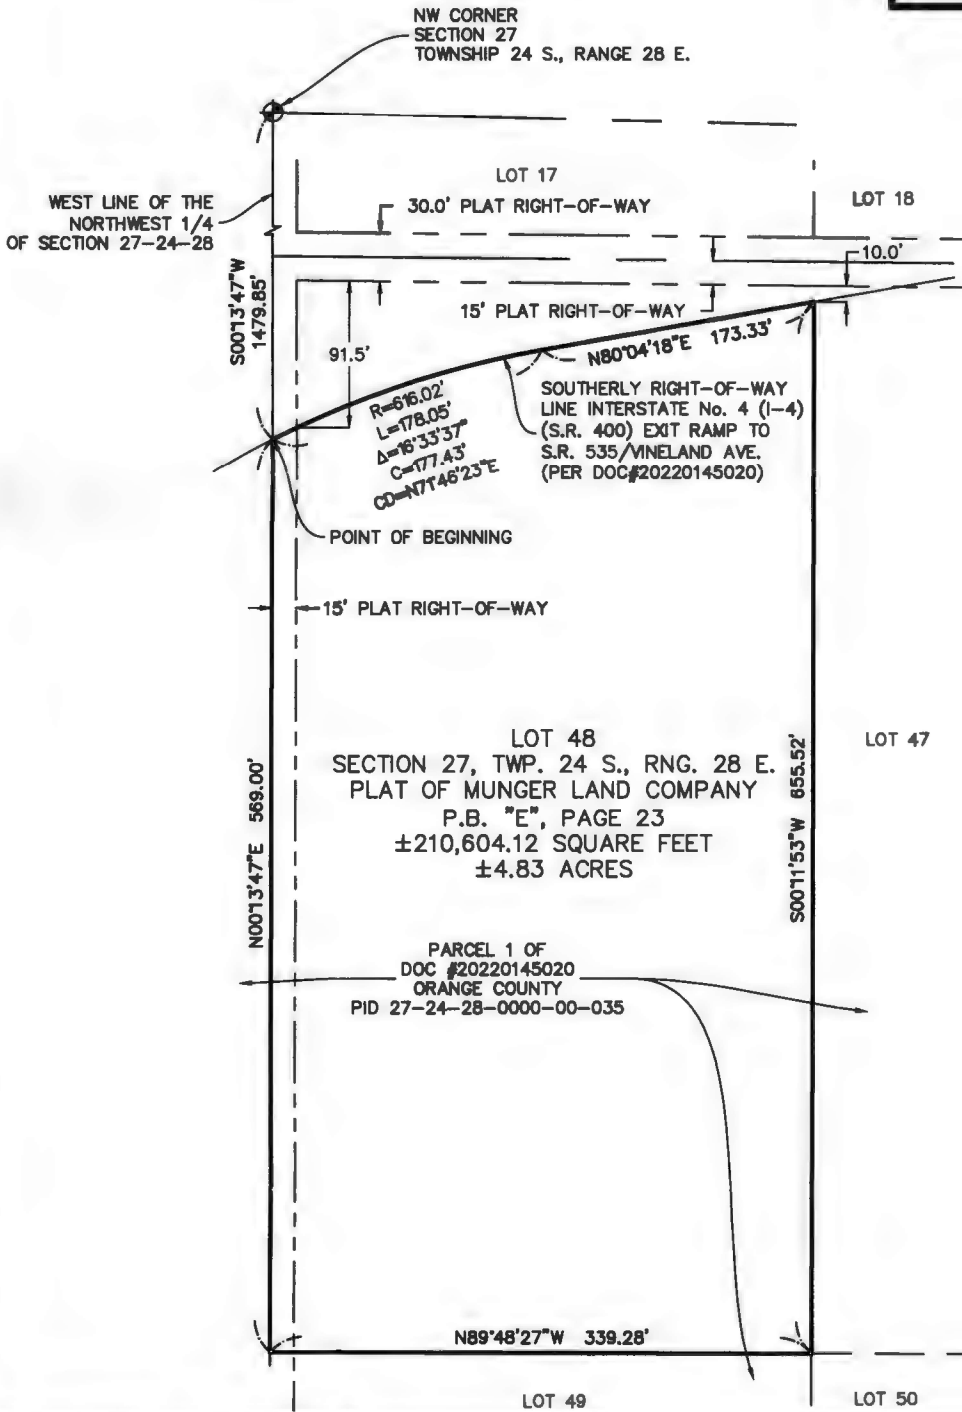 NW CORNER
SECTION 27
TOWNSHIP 24 S., RANGE 28 E.
LOT 17
LOT 18
WEST LINE OF THE
NORTHWEST 1/4
OF SECTION 27-24-28
30.0' PLAT RIGHT-OF-WAY
10.0'
S00°13'47"W
1479.85'
15' PLAT RIGHT-OF-WAY
91.5'
N80°04'18"E 173.33'
R=616.02'
L=178.05'
Δ=16°33'37"
C=177.43'
CD=N71°46'23"E
SOUTHERLY RIGHT-OF-WAY
LINE INTERSTATE No. 4 (I-4)
(S.R. 400) EXIT RAMP TO
S.R. 535/VINELAND AVE.
(PER DOC#20220145020)
POINT OF BEGINNING
15' PLAT RIGHT-OF-WAY
LOT 48
SECTION 27, TWP. 24 S., RNG. 28 E.
PLAT OF MUNGER LAND COMPANY
P.B. "E", PAGE 23
±210,604.12 SQUARE FEET
±4.83 ACRES
LOT 47
N00°13'47"E 569.00'
S00°11'53"W 655.52'
PARCEL 1 OF
DOC #20220145020
ORANGE COUNTY
PID 27-24-28-0000-00-035
N89°48'27"W 339.28'
LOT 49
LOT 50